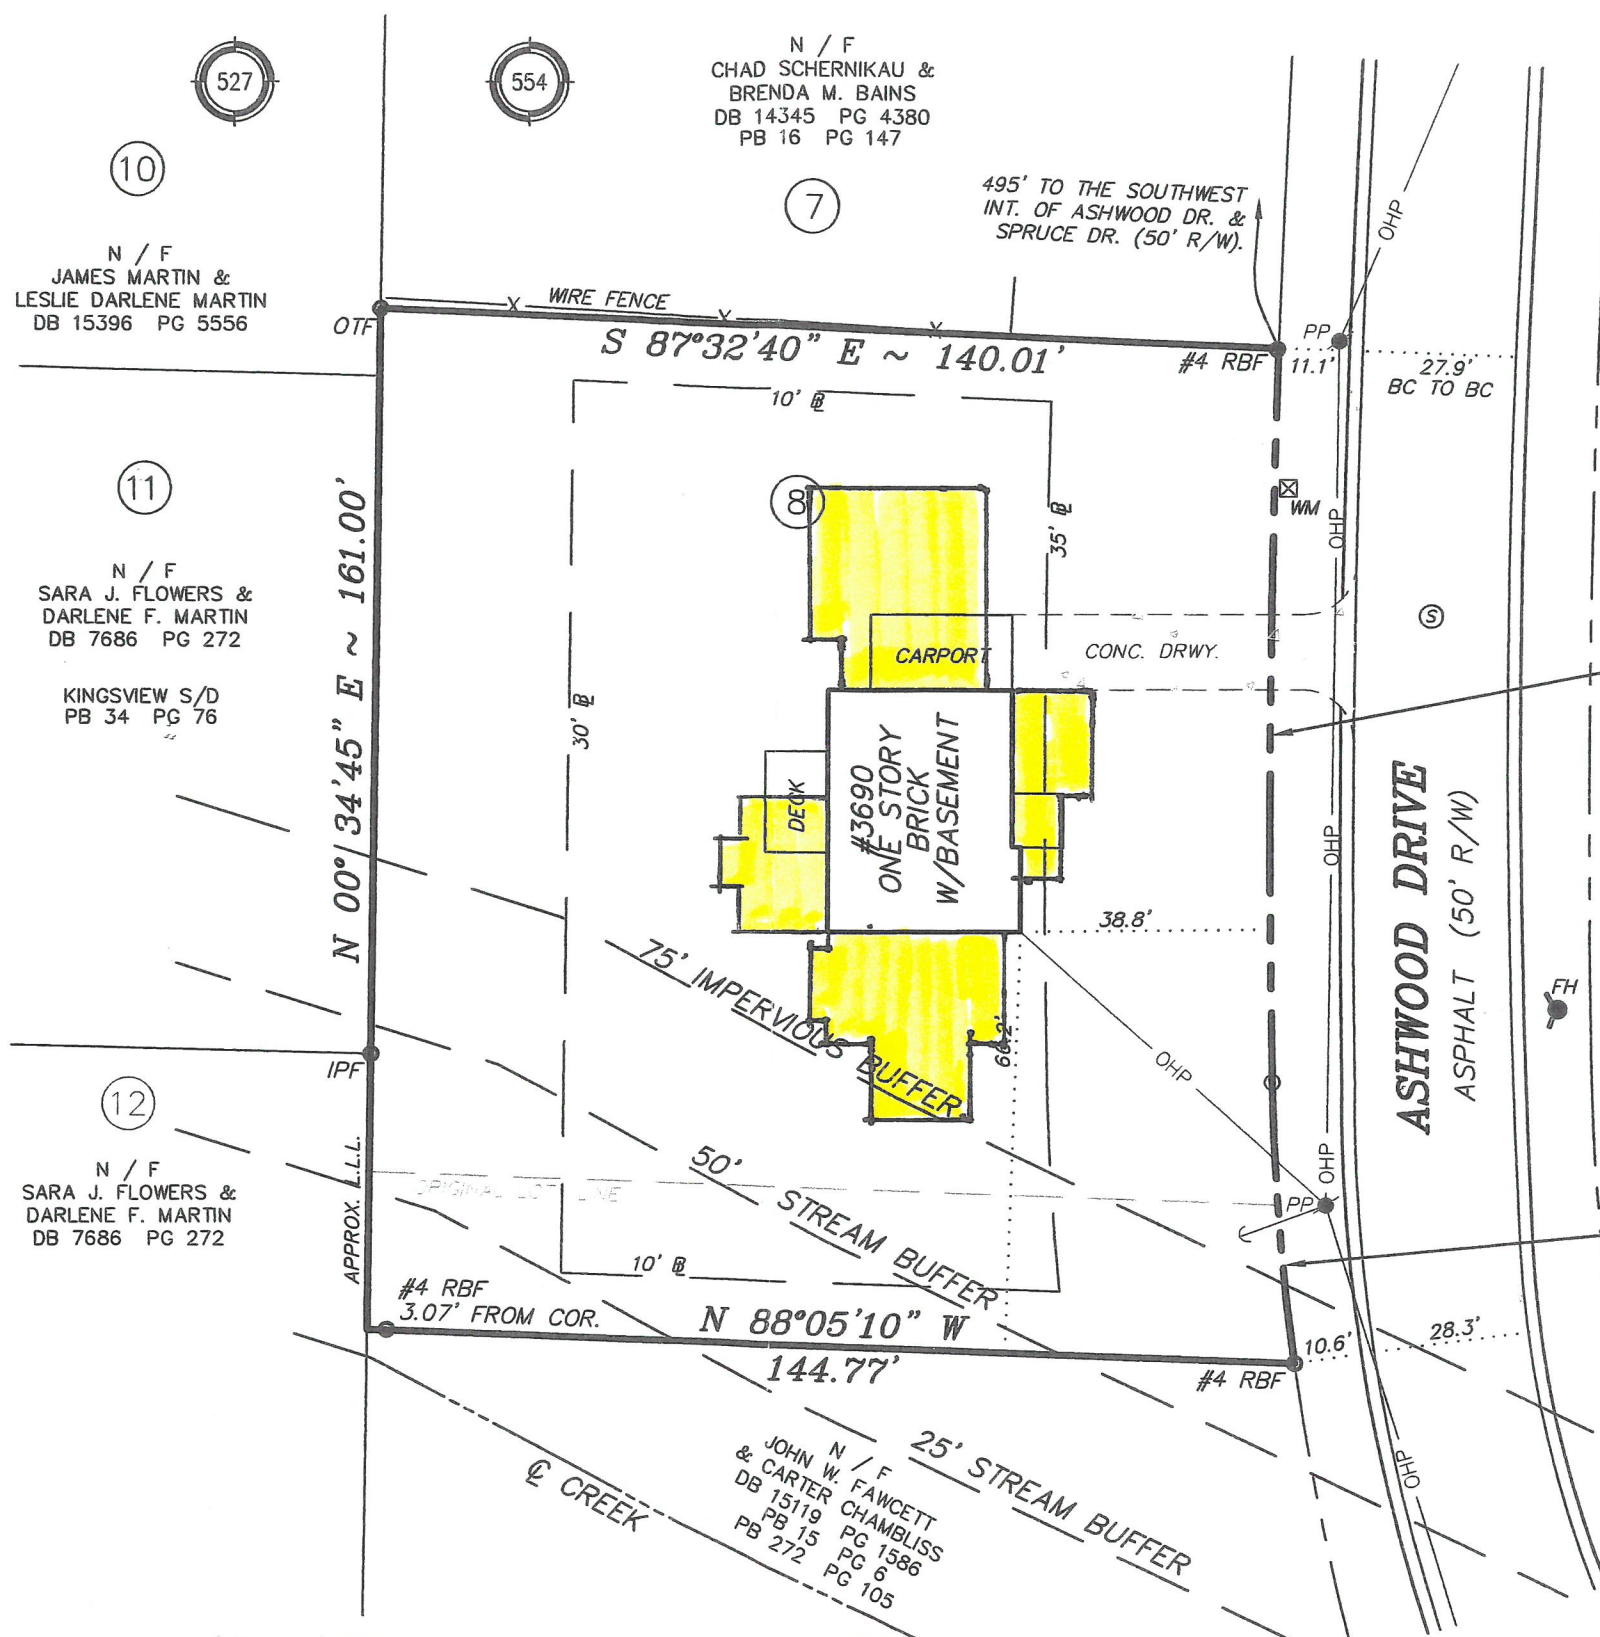 527
554
N / F
CHAD SCHERNIKAU &
BRENDA M. BAINS
DB 14345 PG 4380
PB 16 PG 147
10
7
495' TO THE SOUTHWEST
INT. OF ASHWOOD DR. &
SPRUCE DR. (50' R/W).
OHP
N / F
JAMES MARTIN &
LESLIE DARLENE MARTIN
DB 15396 PG 5556
WIRE FENCE
OTF
S 87°32'40" E ~ 140.01'
#4 RBF
PP
11.1'
27.9'
BC TO BC
10' BL
11
8
35' BL
WM
OHP
N 00°34'45" E ~ 161.00'
N / F
SARA J. FLOWERS &
DARLENE F. MARTIN
DB 7686 PG 272
KINGSVIEW S/D
PB 34 PG 76
S
CARPORT
CONC. DRWY.
30' BL
DECK
#3690
ONE STORY
BRICK
W/BASEMENT
OHP
ASHWOOD DRIVE
ASPHALT (50' R/W)
38.8'
75' IMPERVIOUS BUFFER
FH
OHP
IPF
12
APPROX. L.L.L.
N / F
SARA J. FLOWERS &
DARLENE F. MARTIN
DB 7686 PG 272
50' STREAM BUFFER
ORIGINAL LOT LINE
OHP
PP
10' BL
#4 RBF
3.07' FROM COR.
N 88°05'10" W
144.77'
10.6'
28.3'
#4 RBF
CL CREEK
N / F
JOHN W. FAWCETT
& CARTER CHAMBLISS
DB 15119 PG 1586
PB 15 PG 6
PB 272 PG 105
25' STREAM BUFFER
OHP